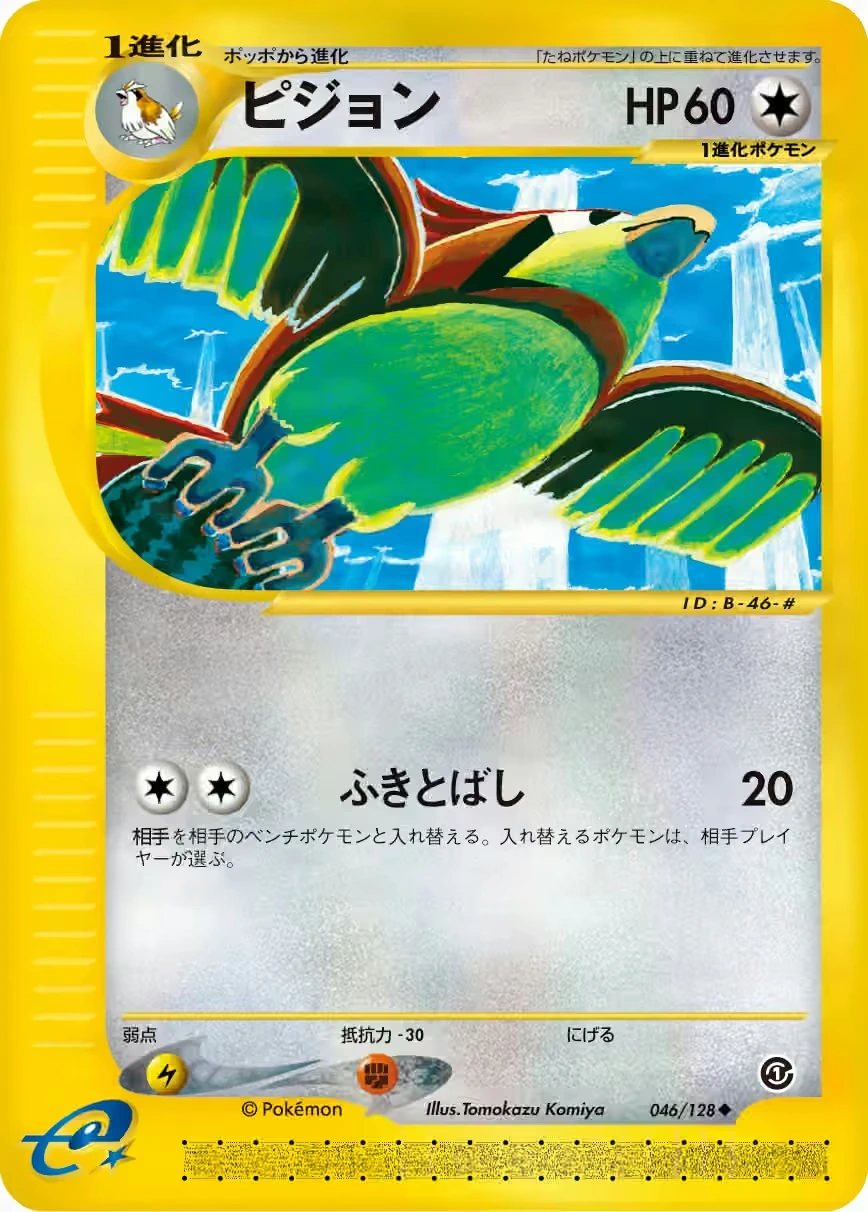 1進化
ポッポから進化
「たねポケモン」の上に重ねて進化させます。
ピジョン
HP60
1進化ポケモン
ID:B-46-#
ふきとばし
20
相手を相手のベンチポケモンと入れ替える。入れ替えるポケモンは、相手プレイ
ヤーが選ぶ。
弱点
抵抗力 -30
にげる
1
© Pokémon
Illus.Tomokazu Komiya
046/128◆
e